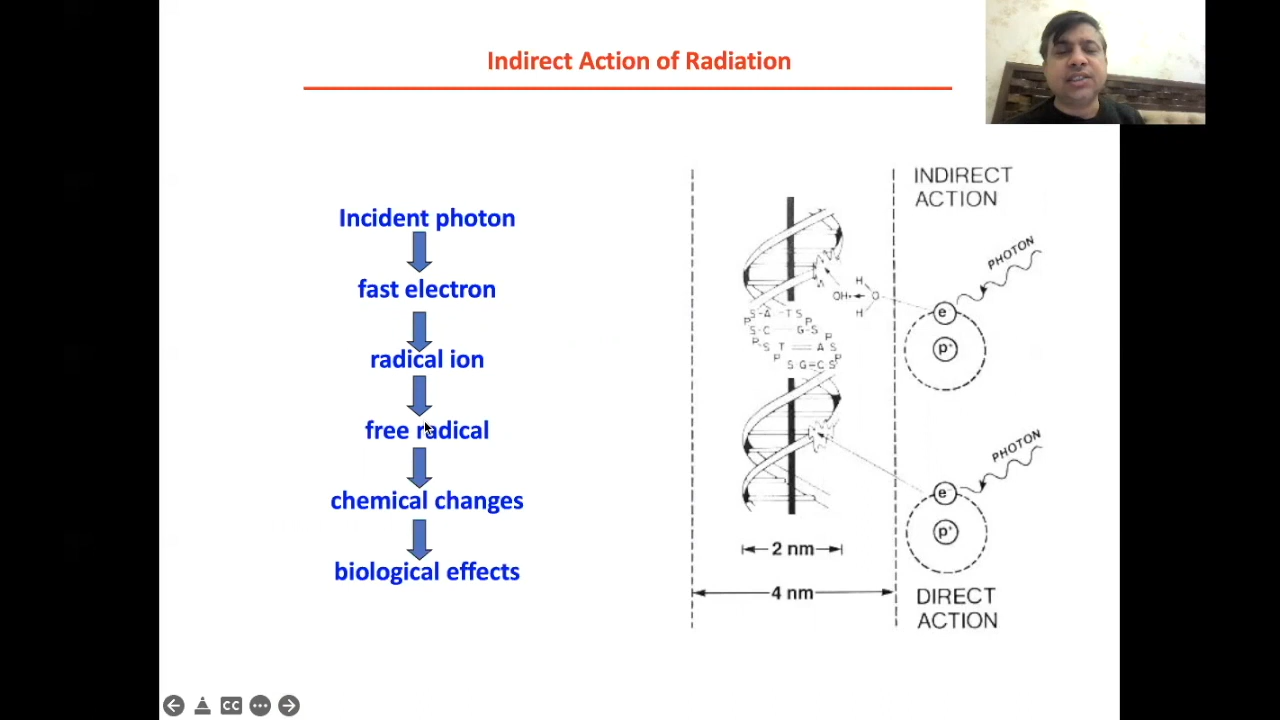 Indirect Action of Radiation
Incident photon
fast electron
radical ion
free radical
chemical changes
biological effects
INDIRECT
ACTION
PHOTON
H
OH• O
H
e⁻
p⁺
S A T S
P P
S C G S
P P
S T A S
P P
S G C S
PHOTON
e⁻
p⁺
2 nm
4 nm
DIRECT
ACTION
CC